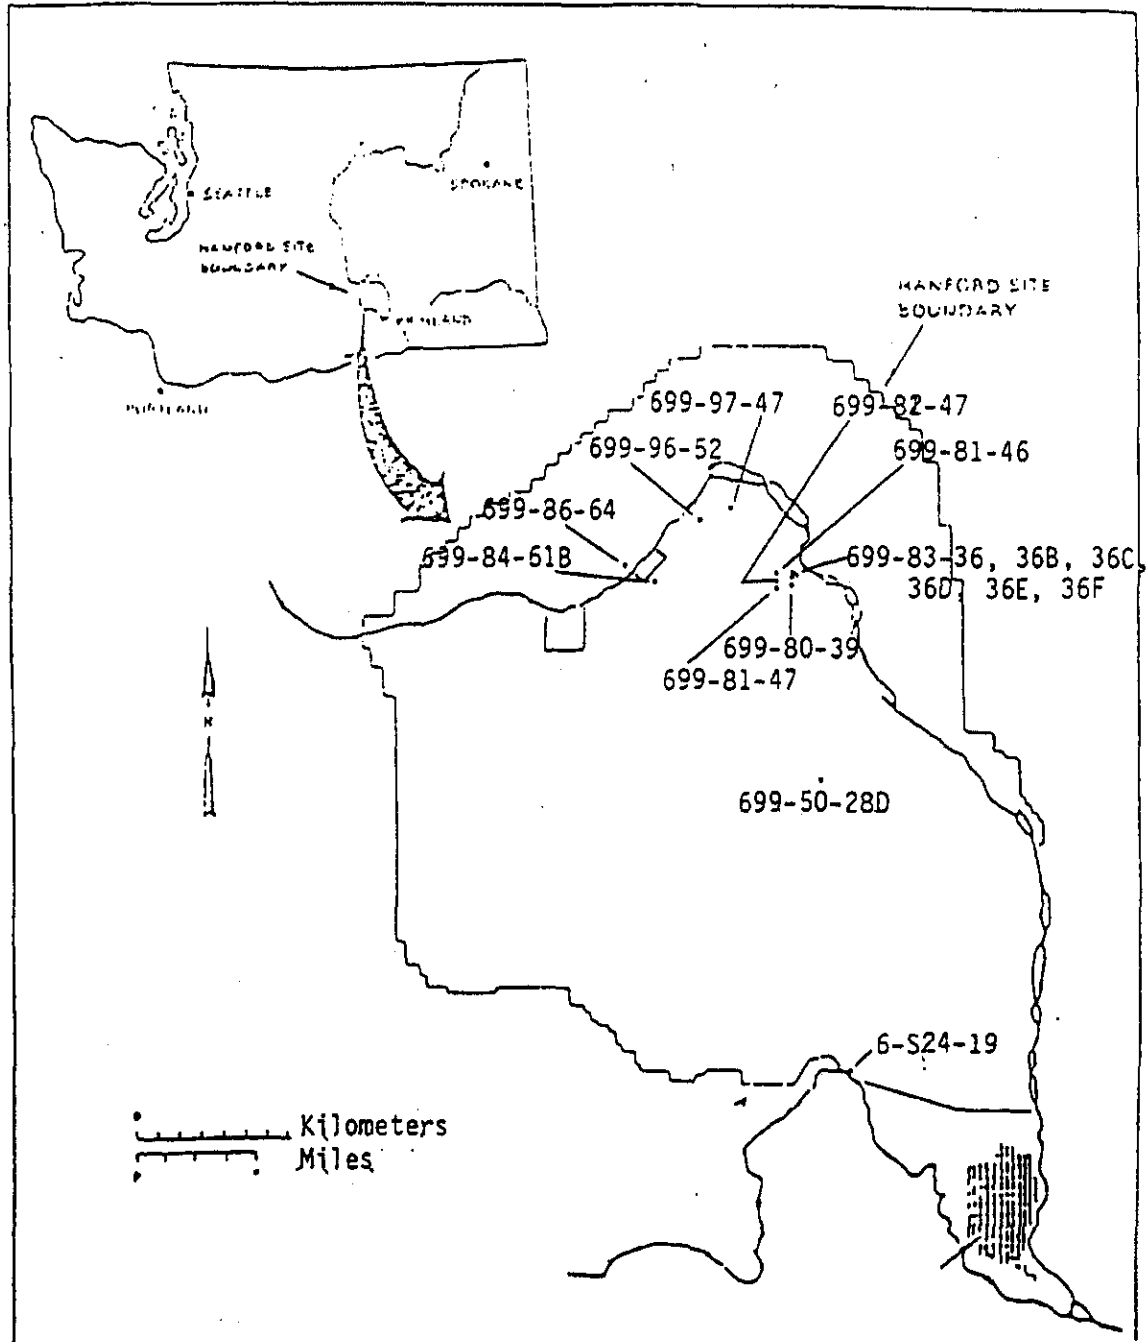 SEATTLE
SPOKANE
HANFORD SITE
BOUNDARY
RICHLAND
PORTLAND
HANFORD SITE
BOUNDARY
699-97-47
699-82-47
699-96-52
699-81-46
699-86-64
699-84-61B
699-83-36, 36B, 36C,
36D, 36E, 36F
699-80-39
699-81-47
N
699-50-28D
6-S24-19
Kilometers
Miles